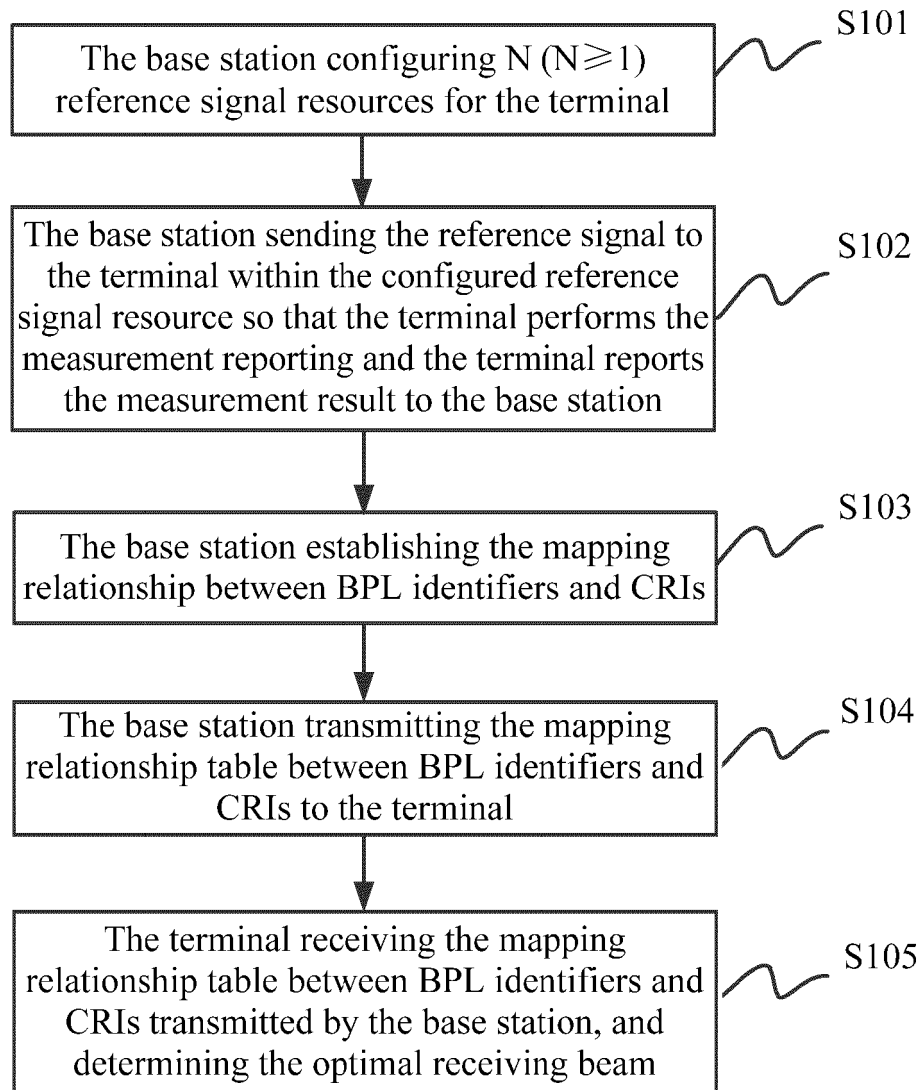 The base station configuring N (N≥1)
reference signal resources for the terminal
S101
The base station sending the reference signal to
the terminal within the configured reference
signal resource so that the terminal performs the
measurement reporting and the terminal reports
the measurement result to the base station
S102
The base station establishing the mapping
relationship between BPL identifiers and CRIs
S103
The base station transmitting the mapping
relationship table between BPL identifiers and
CRIs to the terminal
S104
The terminal receiving the mapping
relationship table between BPL identifiers and
CRIs transmitted by the base station, and
determining the optimal receiving beam
S105